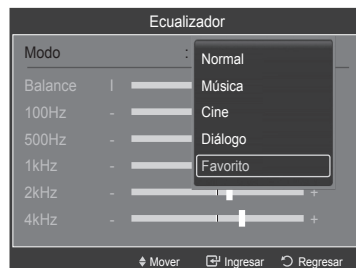 Ecualizador
Modo :
Normal
Música
Cine
Diálogo
Favorito
Balance I
100Hz -
500Hz -
1kHz -
2kHz - +
4kHz - +
Mover Ingresar Regresar